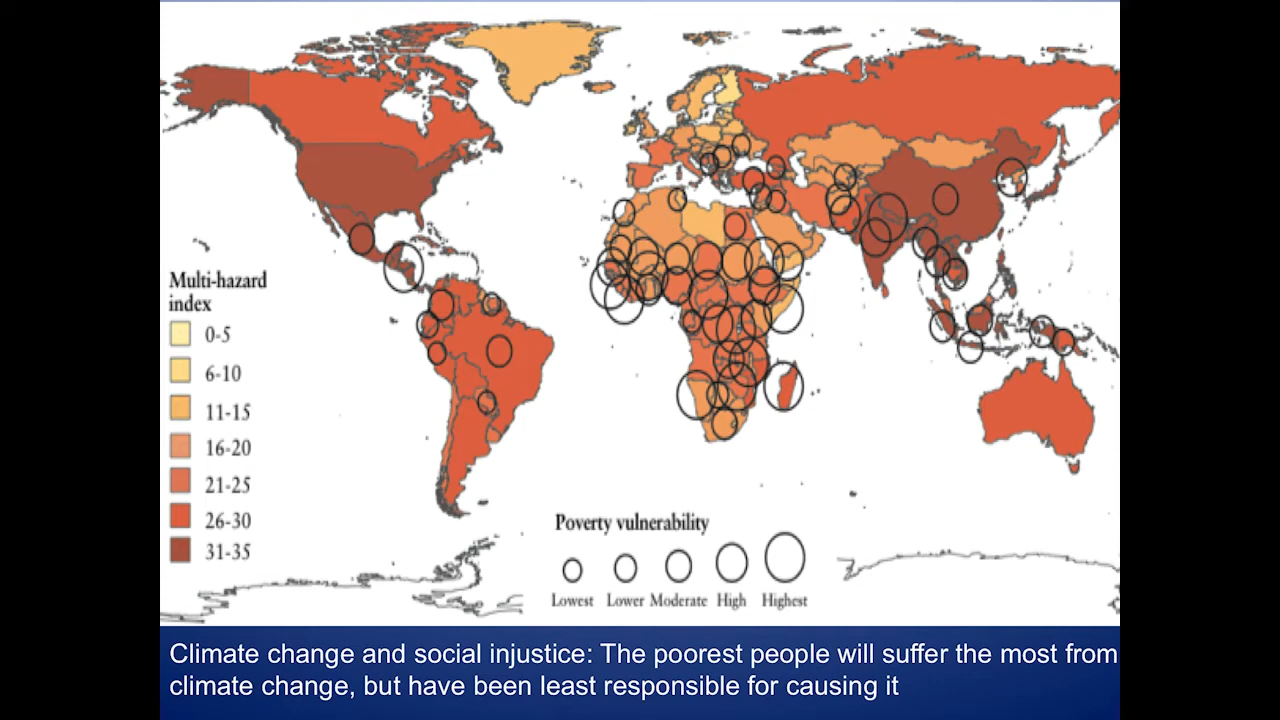 Multi-hazard
index
0-5
6-10
11-15
16-20
21-25
26-30
31-35
Poverty vulnerability
Lowest Lower Moderate High Highest
Climate change and social injustice: The poorest people will suffer the most from
climate change, but have been least responsible for causing it